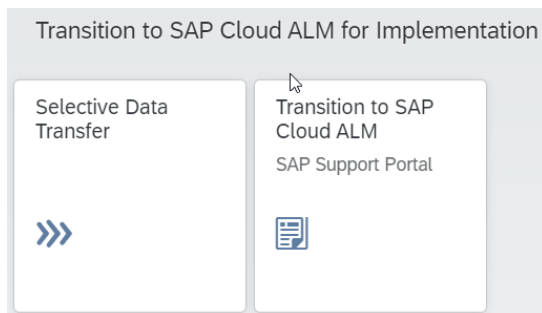 Transition to SAP Cloud ALM for Implementation
Selective Data
Transfer
Transition to SAP
Cloud ALM
SAP Support Portal